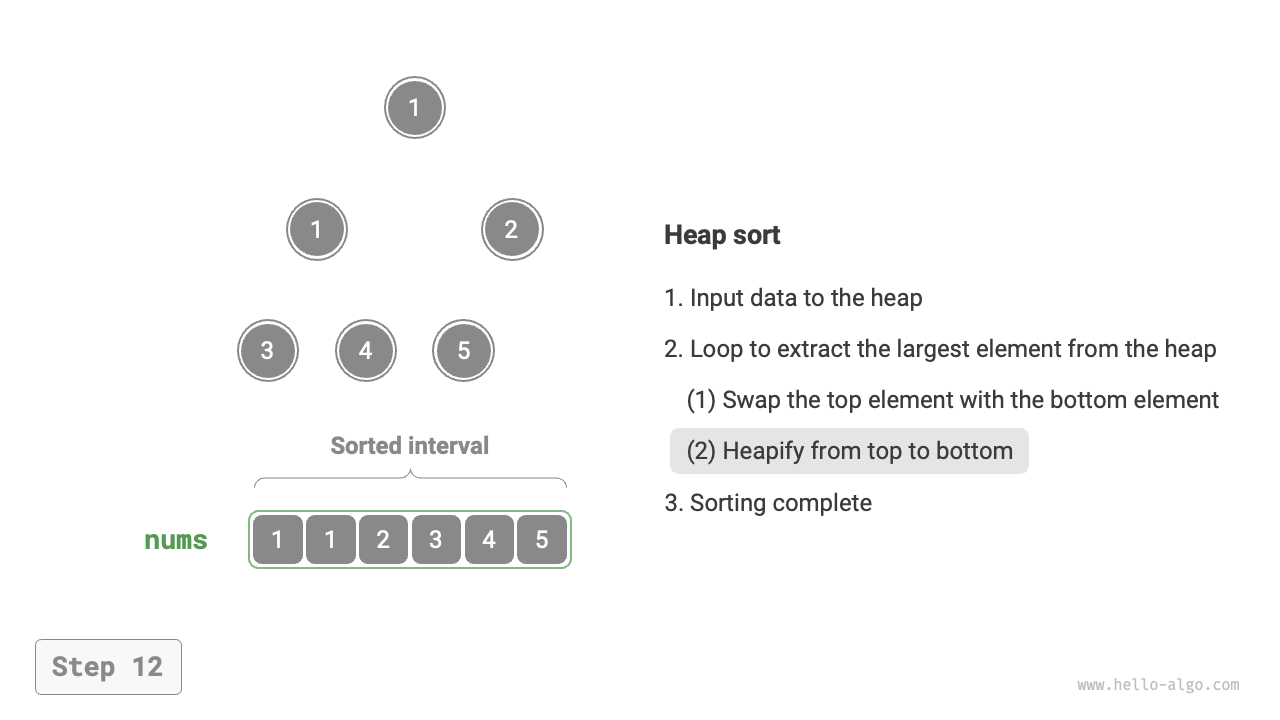 1
1 2
3 4 5
Sorted interval
nums 1 1 2 3 4 5
Heap sort
1. Input data to the heap
2. Loop to extract the largest element from the heap
(1) Swap the top element with the bottom element
(2) Heapify from top to bottom
3. Sorting complete
Step 12
www.hello-algo.com